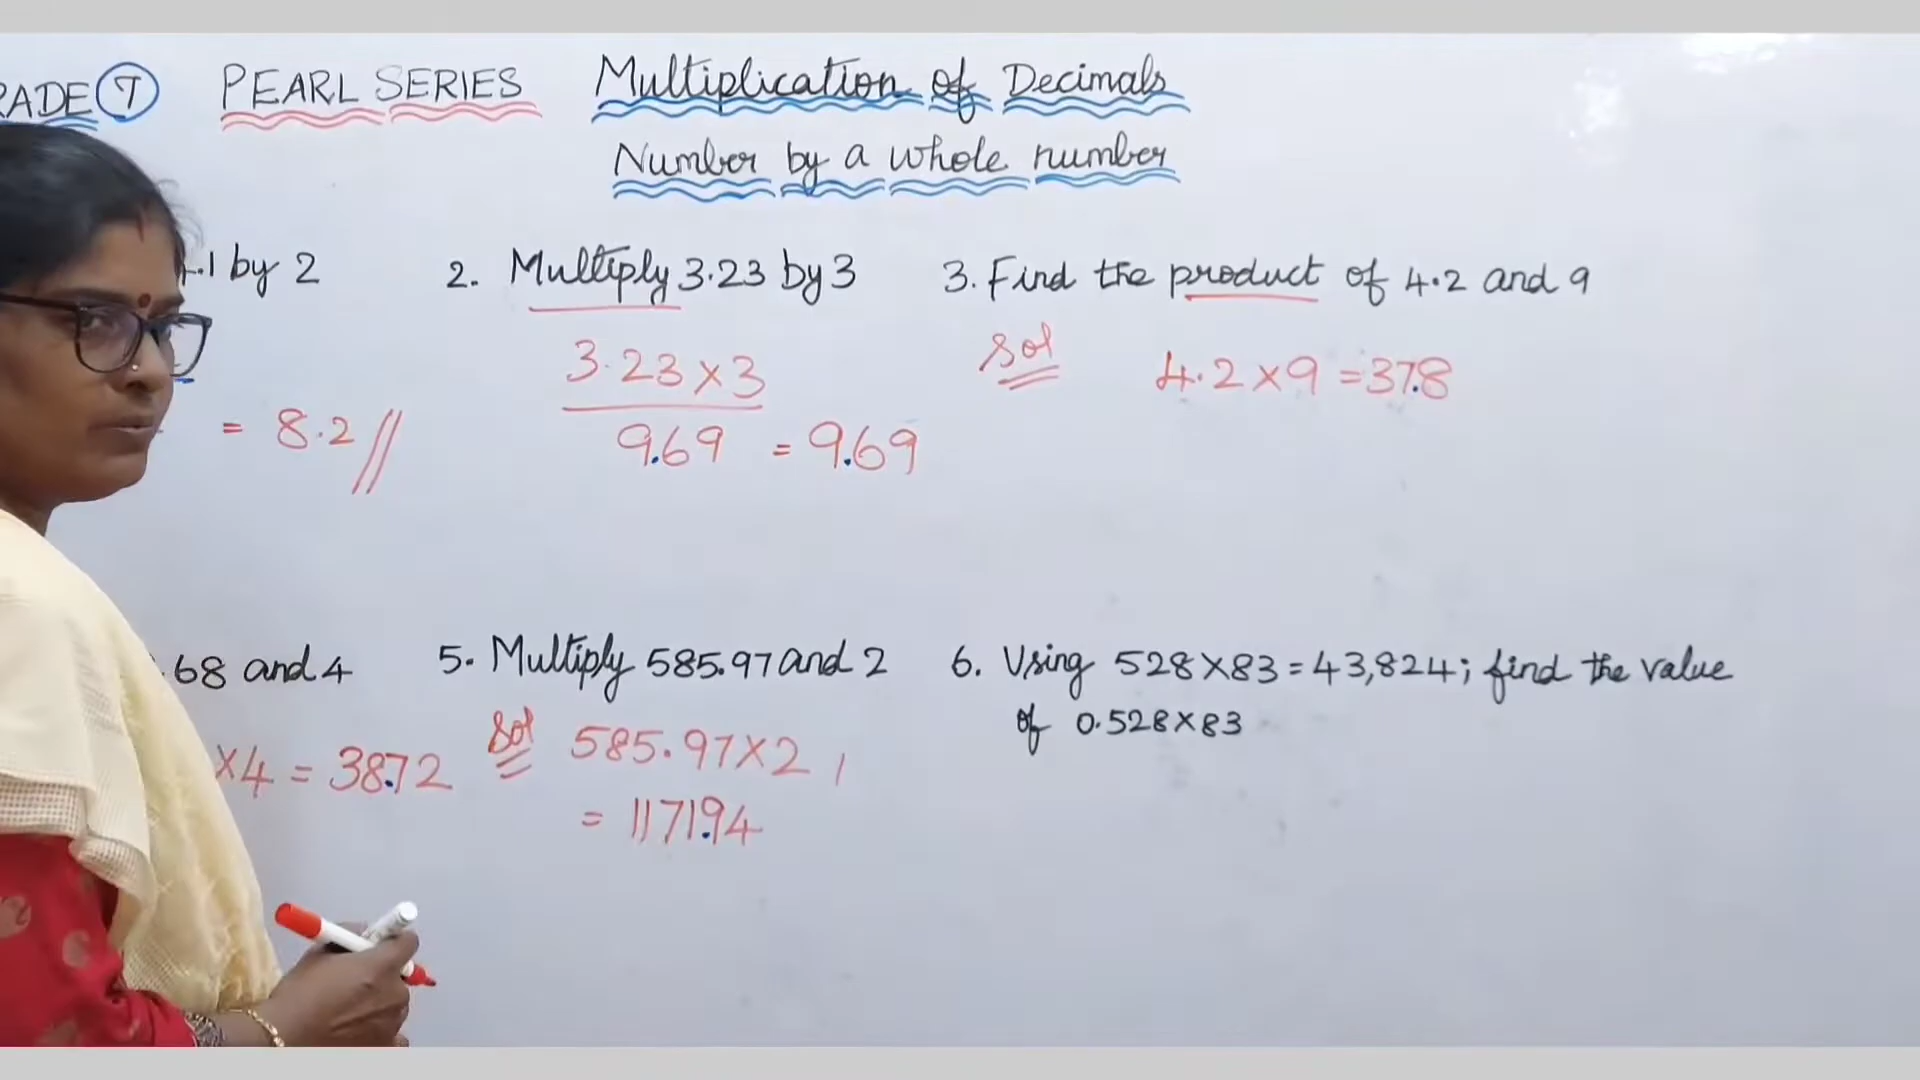 RADE 7 PEARL SERIES Multiplication of Decimals
Number by a whole number
.1 by 2
= 8.2 //
2. Multiply 3.23 by 3
3.23 × 3
9.69 = 9.69
3. Find the product of 4.2 and 9
Sol 4.2 × 9 = 37.8
.68 and 4
×4 = 38.72
5. Multiply 585.97 and 2
Sol 585.97 × 2
= 1171.94
6. Using 528×83 = 43,824; find the value
of 0.528×83